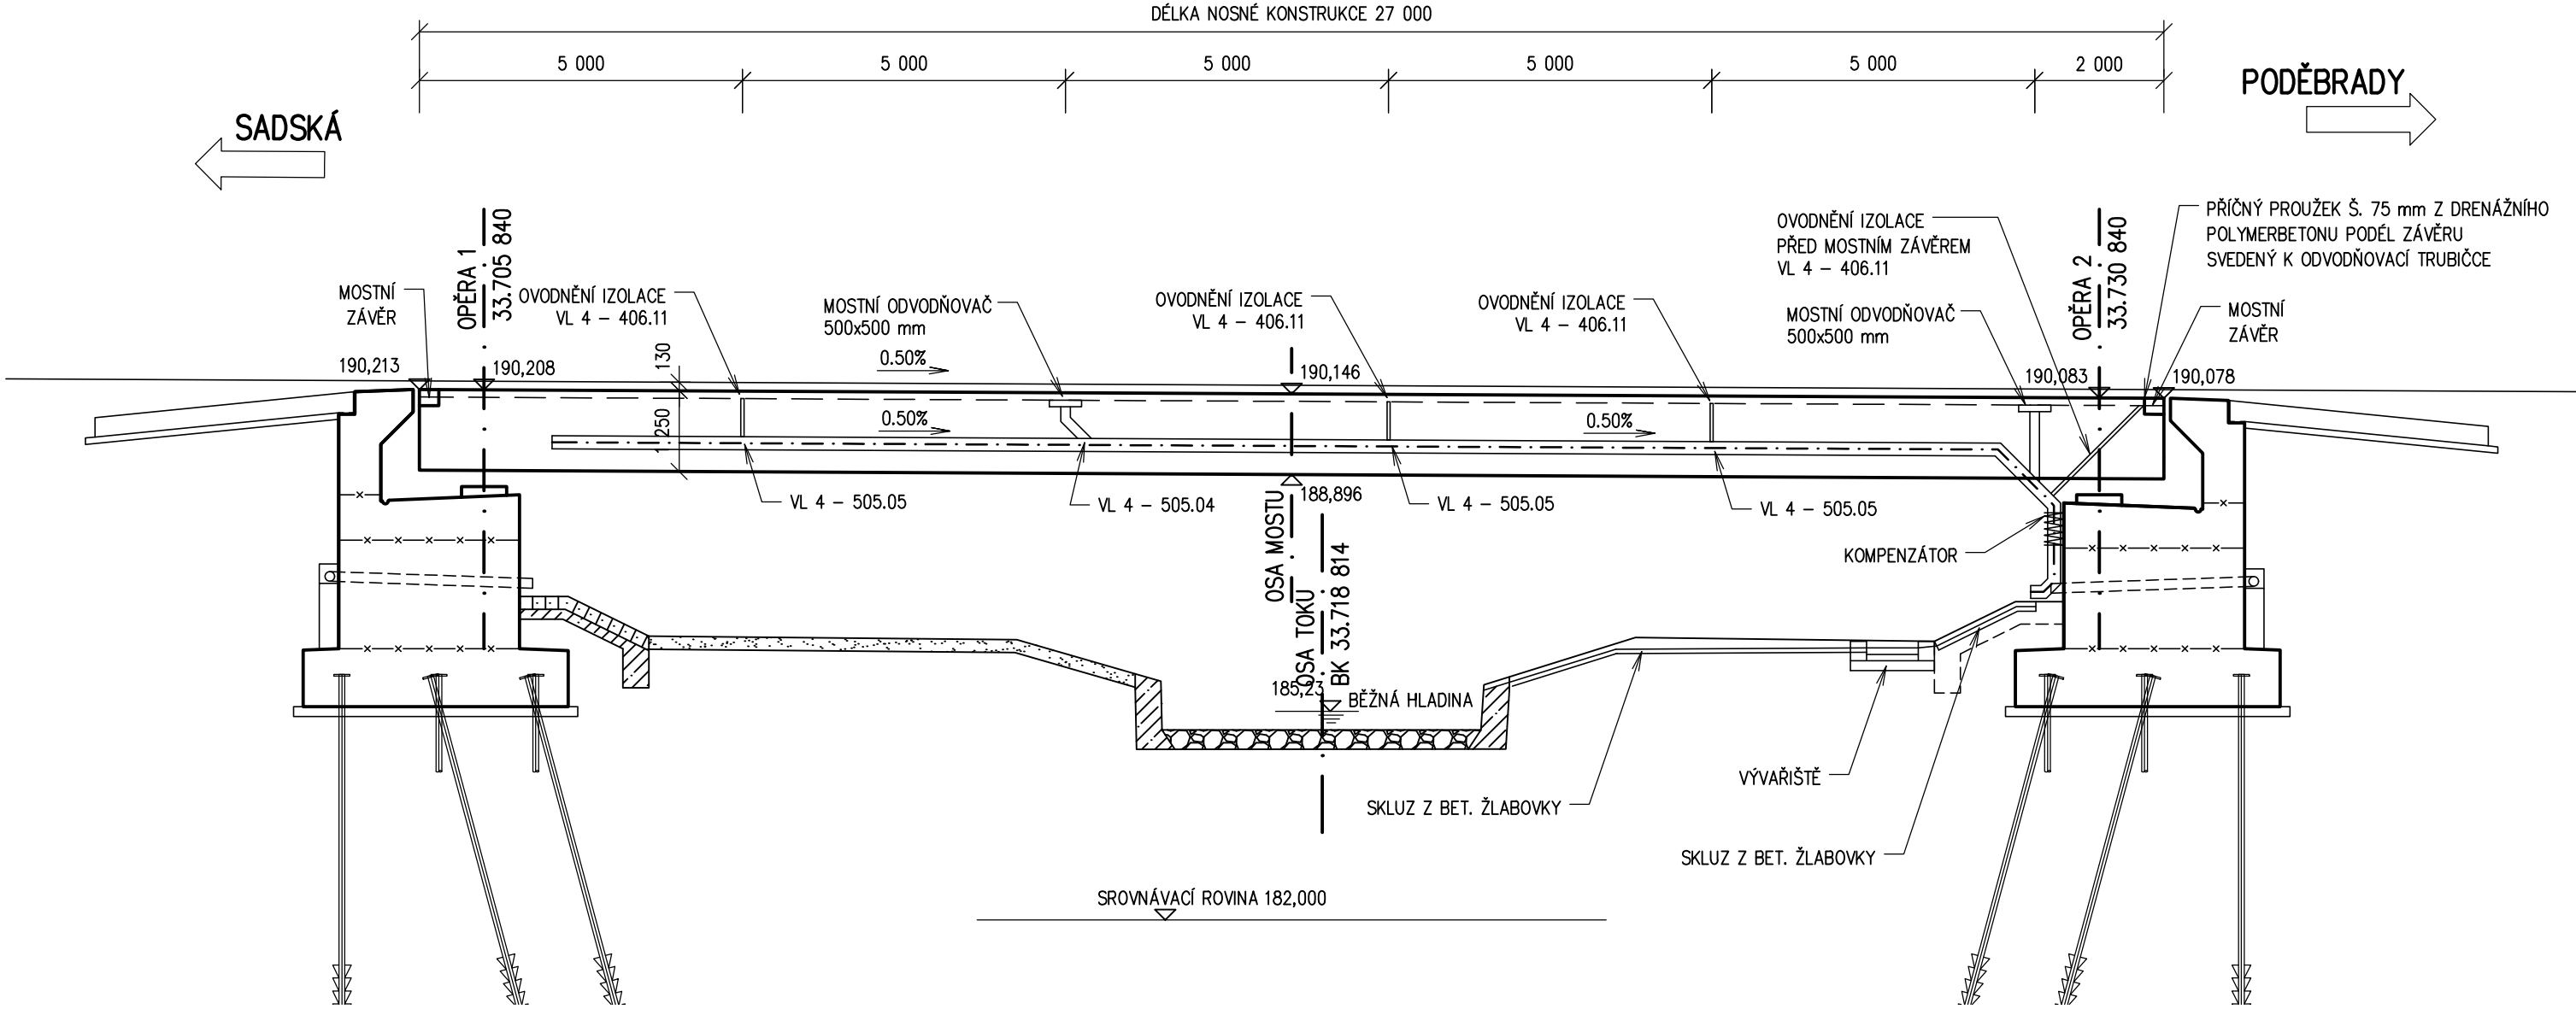 DÉLKA NOSNÉ KONSTRUKCE 27 000
5 000
5 000
5 000
5 000
5 000
2 000
SADSKÁ
PODĚBRADY
OPĚRA 1
33.705 840
MOSTNÍ
ZÁVĚR
OVODNĚNÍ IZOLACE
VL 4 – 406.11
MOSTNÍ ODVODŇOVAČ
500x500 mm
OVODNĚNÍ IZOLACE
VL 4 – 406.11
OVODNĚNÍ IZOLACE
VL 4 – 406.11
OVODNĚNÍ IZOLACE
PŘED MOSTNÍM ZÁVĚREM
VL 4 – 406.11
MOSTNÍ ODVODŇOVAČ
500x500 mm
OPĚRA 2
33.730 840
PŘÍČNÝ PROUŽEK Š. 75 mm Z DRENÁŽNÍHO
POLYMERBETONU PODÉL ZÁVĚRU
SVEDENÝ K ODVODŇOVACÍ TRUBIČCE
MOSTNÍ
ZÁVĚR
190,213
190,208
130
0.50%
190,146
190,083
190,078
1 250
0.50%
0.50%
VL 4 – 505.05
VL 4 – 505.04
188,896
VL 4 – 505.05
VL 4 – 505.05
OSA MOSTU
OSA TOKU
BK 33.718 814
KOMPENZÁTOR
185,23
BĚŽNÁ HLADINA
VÝVAŘIŠTĚ
SKLUZ Z BET. ŽLABOVKY
SKLUZ Z BET. ŽLABOVKY
SROVNÁVACÍ ROVINA 182,000